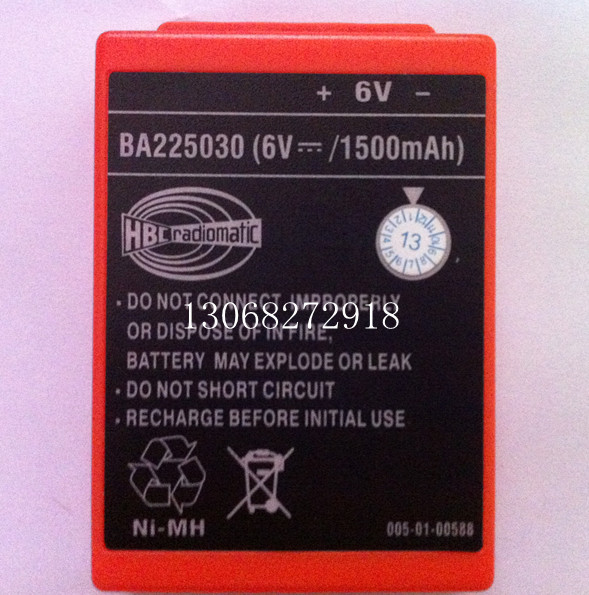 + 6V -
BA225030 (6V⎓/1500mAh)
HBC radiomatic
13
• DO NOT CONNECT IMPROPERLY
13068272918
OR DISPOSE OF IN FIRE,
BATTERY MAY EXPLODE OR LEAK
• DO NOT SHORT CIRCUIT
• RECHARGE BEFORE INITIAL USE
Ni-MH
005-01-00588